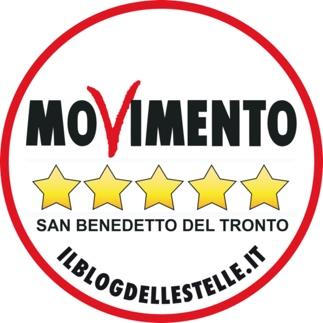 MOVIMENTO
SAN BENEDETTO DEL TRONTO
ILBLOGDELLESTELLE.IT